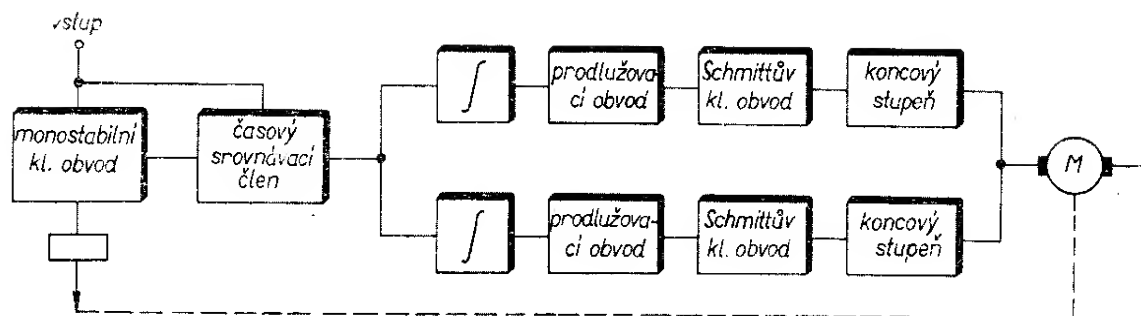 vstup
monostabilní
kl. obvod
časový
srovnávací
člen
∫
prodlužova-
cí obvod
Schmittův
kl. obvod
koncový
stupeň
∫
prodlužova-
cí obvod
Schmittův
kl. obvod
koncový
stupeň
M